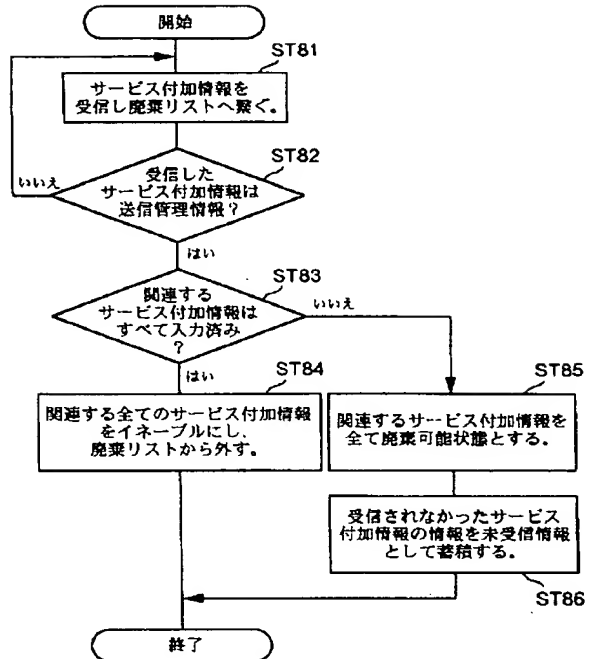 開始
ST81
サービス付加情報を
受信し廃棄リストへ繋ぐ。
ST82
受信した
サービス付加情報は
送信管理情報？
いいえ
はい
ST83
関連する
サービス付加情報は
すべて入力済み
？
いいえ
はい
ST84
関連する全てのサービス付加情報
をイネーブルにし、
廃棄リストから外す。
ST85
関連するサービス付加情報を
全て廃棄可能状態とする。
受信されなかったサービス
付加情報の情報を未受信情報
として蓄積する。
ST86
終了